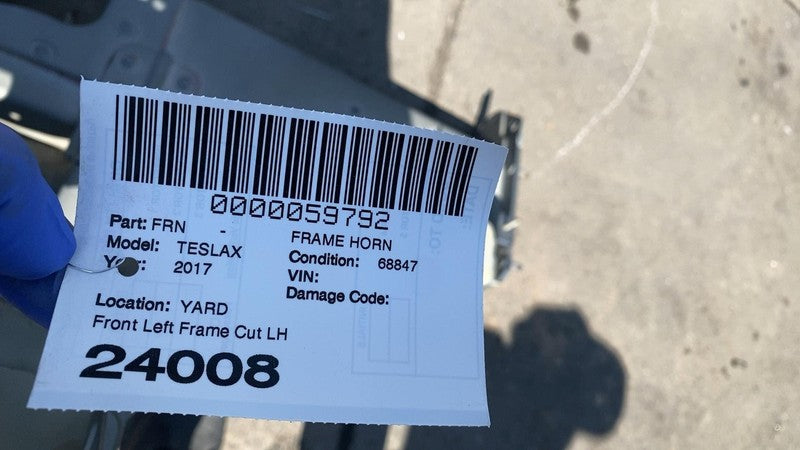 0000059792
Part: FRN - FRAME HORN
Model: TESLAX Condition: 68847
Year: 2017 VIN:
Damage Code:
Location: YARD
Front Left Frame Cut LH
24008